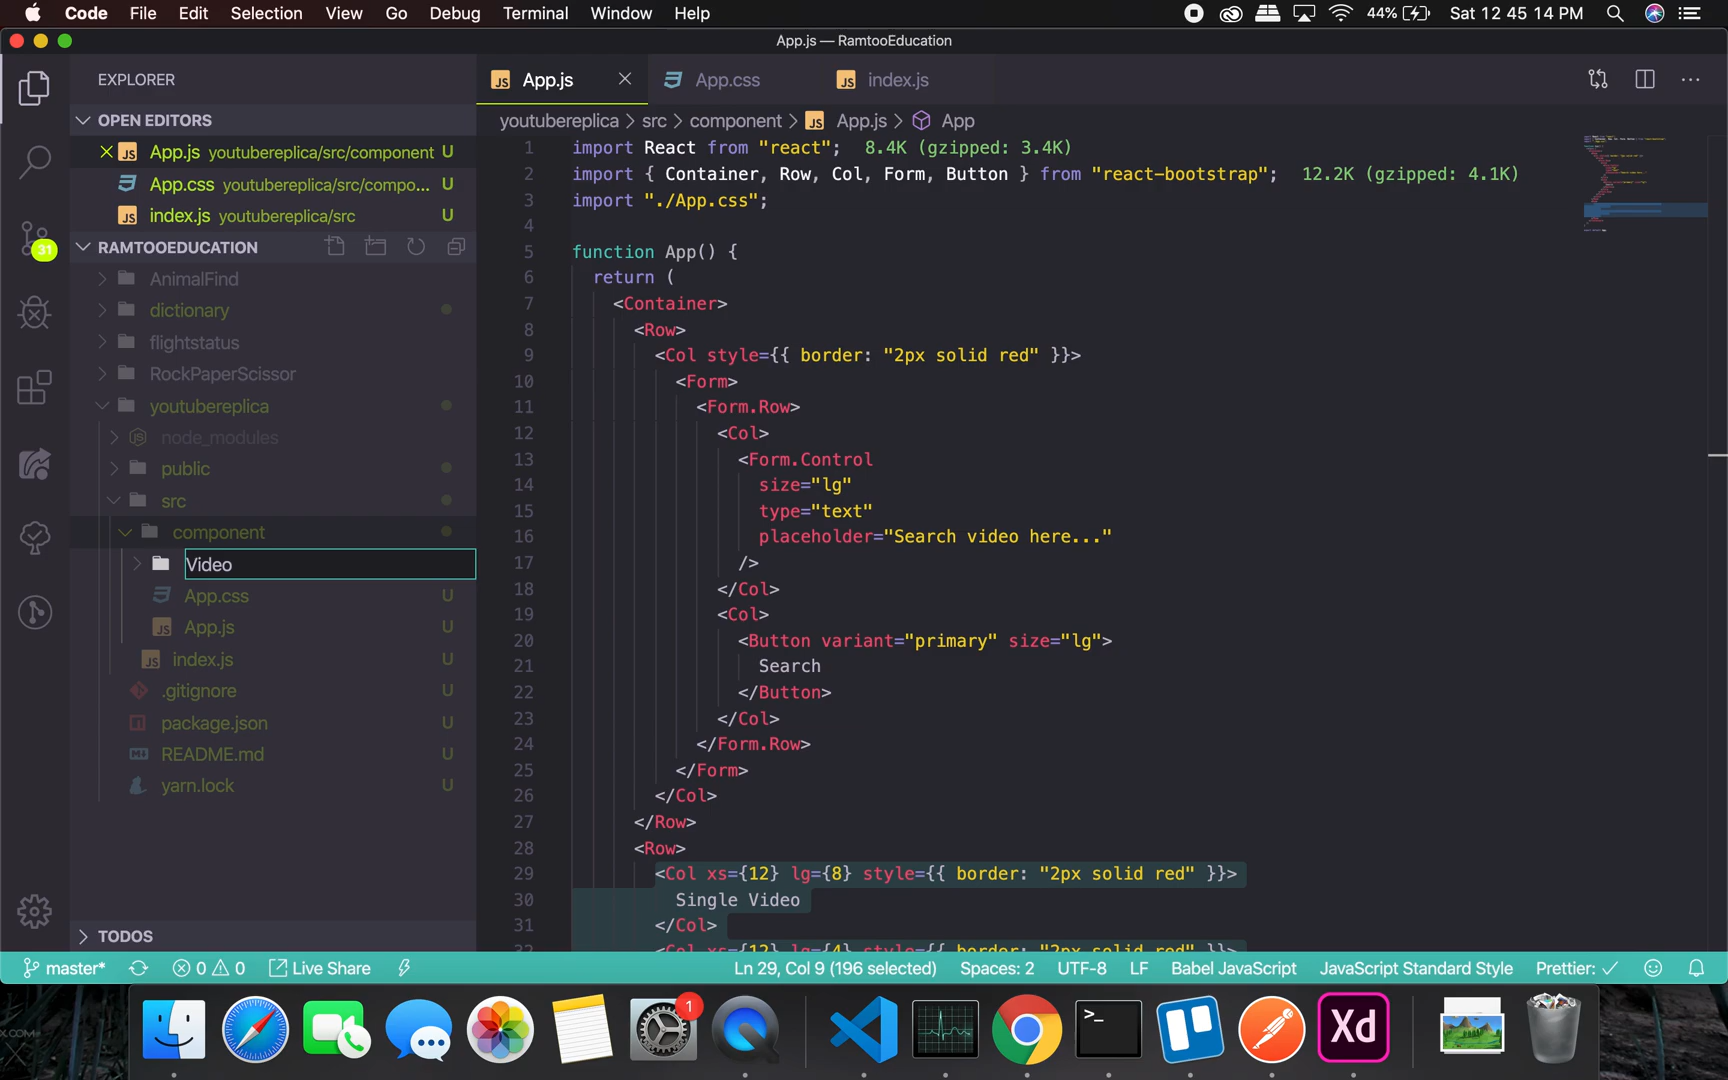 Code File Edit Selection View Go Debug Terminal Window Help 44% Sat 12 45 14 PM
App.js — RamtooEducation
EXPLORER
OPEN EDITORS
App.js youtubereplica/src/component U
App.css youtubereplica/src/compo... U
index.js youtubereplica/src U
31
RAMTOOEDUCATION
AnimalFind
dictionary
flightstatus
RockPaperScissor
youtubereplica
node_modules
public
src
component
Video
App.css U
App.js U
index.js U
.gitignore U
package.json U
README.md U
yarn.lock U
TODOS
App.js App.css index.js
youtubereplica > src > component > App.js > App
1 import React from "react"; 8.4K (gzipped: 3.4K)
2 import { Container, Row, Col, Form, Button } from "react-bootstrap"; 12.2K (gzipped: 4.1K)
3 import "./App.css";
4
5 function App() {
6 return (
7 <Container>
8 <Row>
9 <Col style={{ border: "2px solid red" }}>
10 <Form>
11 <Form.Row>
12 <Col>
13 <Form.Control
14 size="lg"
15 type="text"
16 placeholder="Search video here..."
17 />
18 </Col>
19 <Col>
20 <Button variant="primary" size="lg">
21 Search
22 </Button>
23 </Col>
24 </Form.Row>
25 </Form>
26 </Col>
27 </Row>
28 <Row>
29 <Col xs={12} lg={8} style={{ border: "2px solid red" }}>
30 Single Video
31 </Col>
32 <Col xs={12} lg={4} style={{ border: "2px solid red" }}>
master* 0 0 Live Share Ln 29, Col 9 (196 selected) Spaces: 2 UTF-8 LF Babel JavaScript JavaScript Standard Style Prettier: ✓
1
>_
Xd